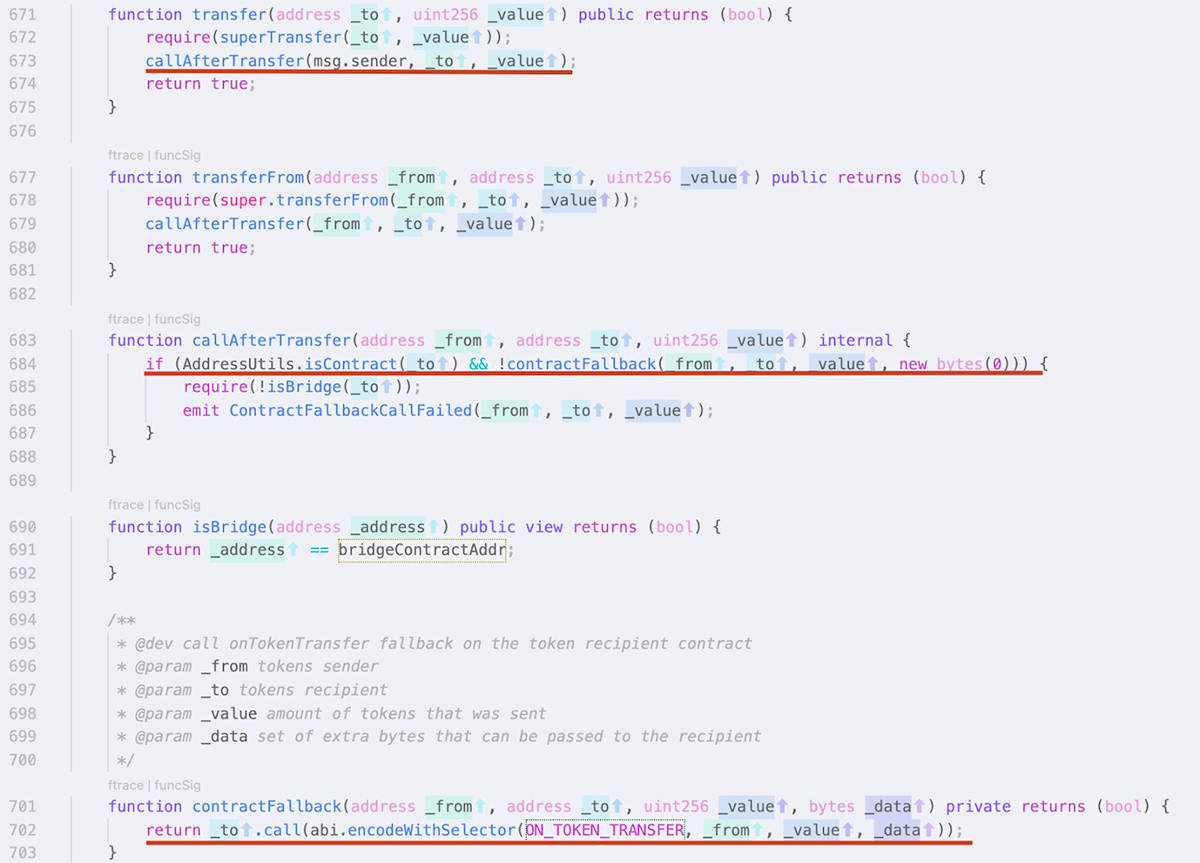 671 function transfer(address _to⬆, uint256 _value⬆) public returns (bool) {
672 require(superTransfer(_to⬆, _value⬆));
673 callAfterTransfer(msg.sender, _to⬆, _value⬆);
674 return true;
675 }
676
ftrace | funcSig
677 function transferFrom(address _from⬆, address _to⬆, uint256 _value⬆) public returns (bool) {
678 require(super.transferFrom(_from⬆, _to⬆, _value⬆));
679 callAfterTransfer(_from⬆, _to⬆, _value⬆);
680 return true;
681 }
682
ftrace | funcSig
683 function callAfterTransfer(address _from⬆, address _to⬆, uint256 _value⬆) internal {
684 if (AddressUtils.isContract(_to⬆) && !contractFallback(_from⬆, _to⬆, _value⬆, new bytes(0))) {
685 require(!isBridge(_to⬆));
686 emit ContractFallbackCallFailed(_from⬆, _to⬆, _value⬆);
687 }
688 }
689
ftrace | funcSig
690 function isBridge(address _address⬆) public view returns (bool) {
691 return _address⬆ == bridgeContractAddr;
692 }
693
694 /**
695 * @dev call onTokenTransfer fallback on the token recipient contract
696 * @param _from tokens sender
697 * @param _to tokens recipient
698 * @param _value amount of tokens that was sent
699 * @param _data set of extra bytes that can be passed to the recipient
700 */
ftrace | funcSig
701 function contractFallback(address _from⬆, address _to⬆, uint256 _value⬆, bytes _data⬆) private returns (bool) {
702 return _to⬆.call(abi.encodeWithSelector(ON_TOKEN_TRANSFER, _from⬆, _value⬆, _data⬆));
703 }